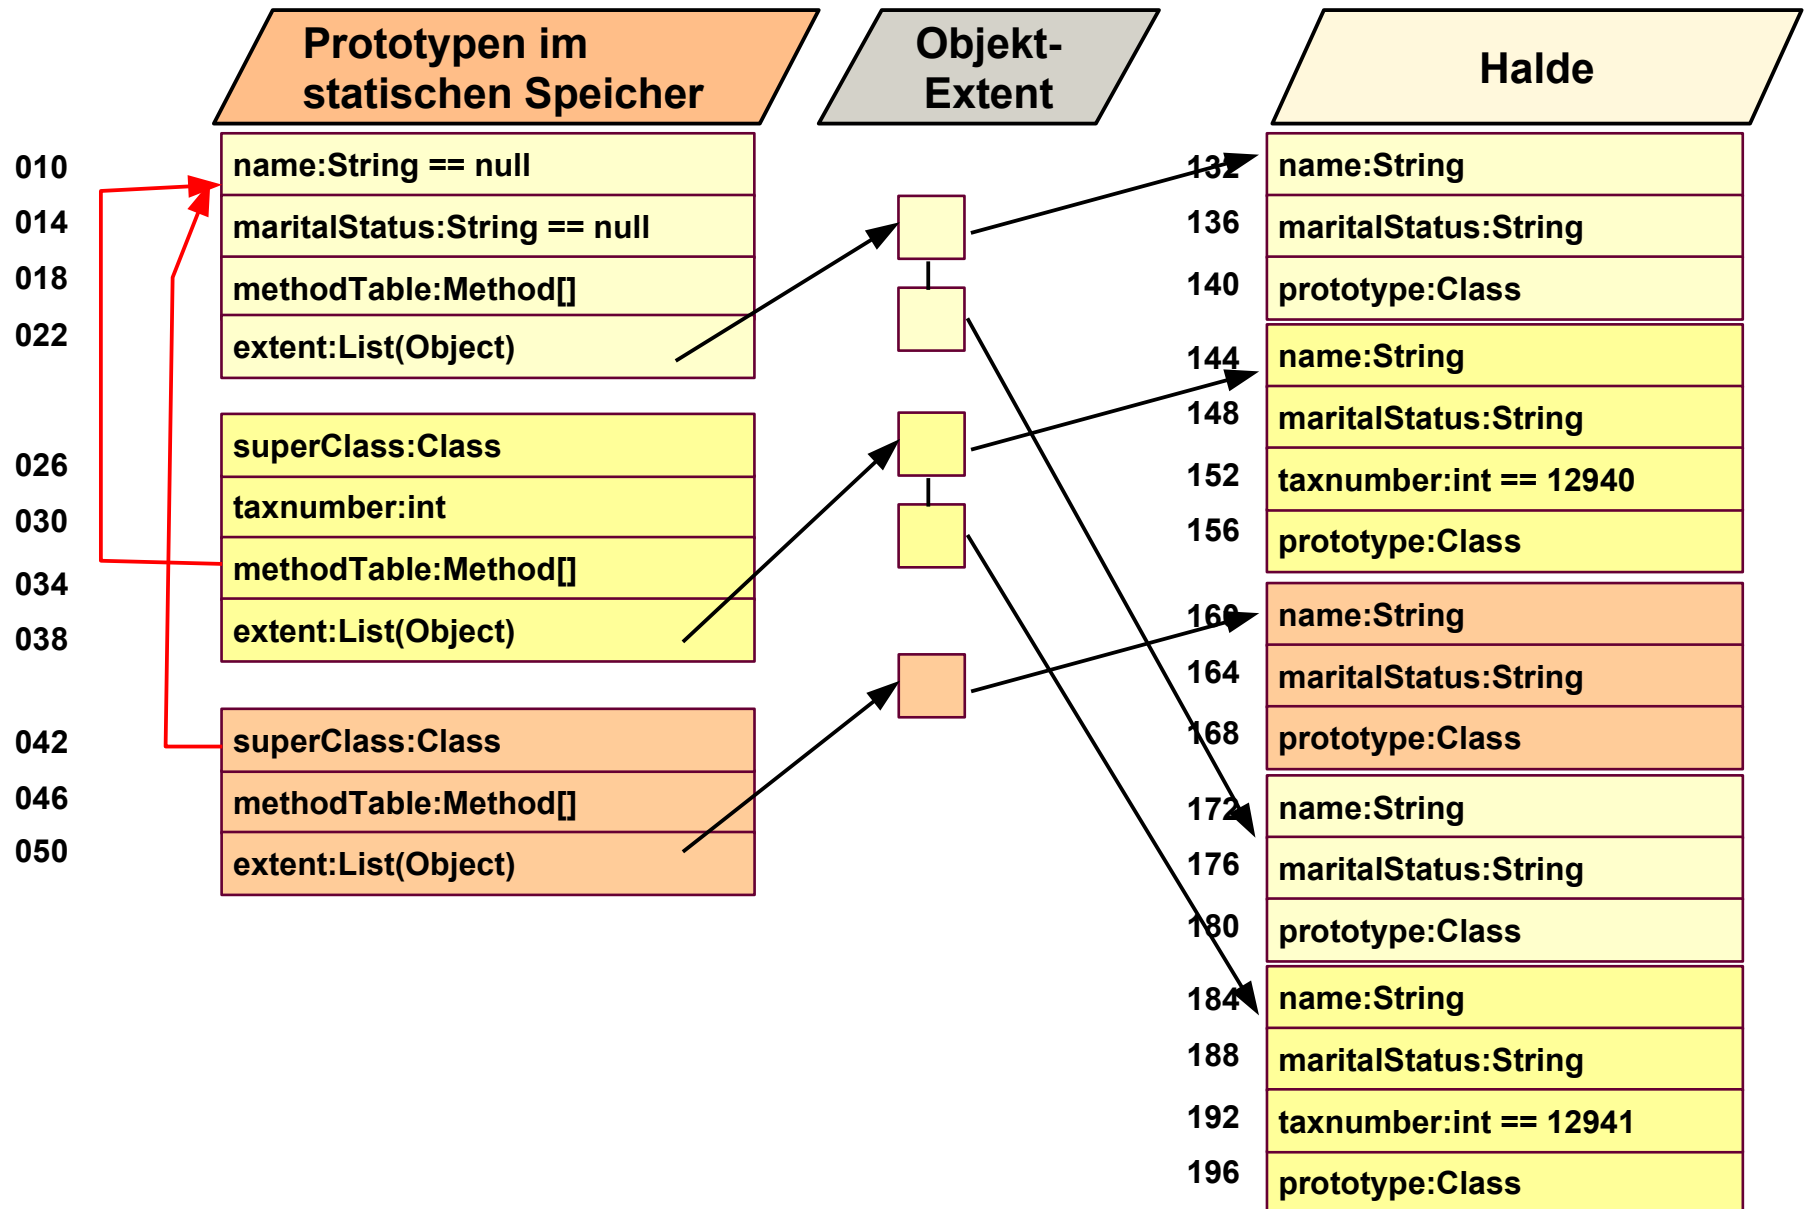 Prototypen im
statischen Speicher
Objekt-
Extent
Halde
010
name:String == null
014
maritalStatus:String == null
018
methodTable:Method[]
022
extent:List(Object)
026
superClass:Class
030
taxnumber:int
034
methodTable:Method[]
038
extent:List(Object)
042
superClass:Class
046
methodTable:Method[]
050
extent:List(Object)
132
name:String
136
maritalStatus:String
140
prototype:Class
144
name:String
148
maritalStatus:String
152
taxnumber:int == 12940
156
prototype:Class
160
name:String
164
maritalStatus:String
168
prototype:Class
172
name:String
176
maritalStatus:String
180
prototype:Class
184
name:String
188
maritalStatus:String
192
taxnumber:int == 12941
196
prototype:Class